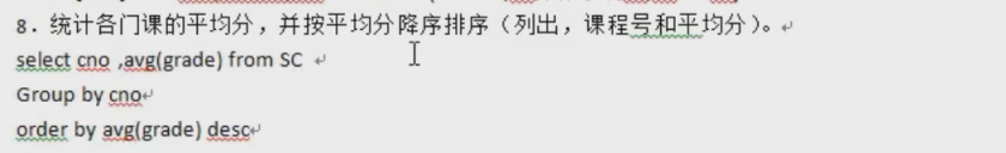 8．统计各门课的平均分，并按平均分降序排序（列出，课程号和平均分）。
select cno ,avg(grade) from SC
Group by cno
order by avg(grade) desc